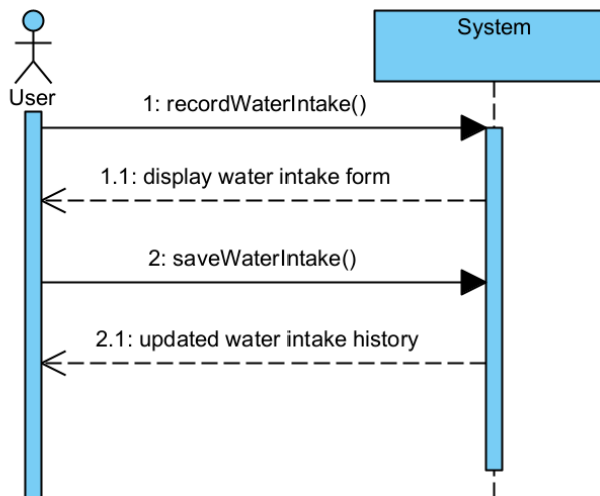 System
User
1: recordWaterIntake()
1.1: display water intake form
2: saveWaterIntake()
2.1: updated water intake history